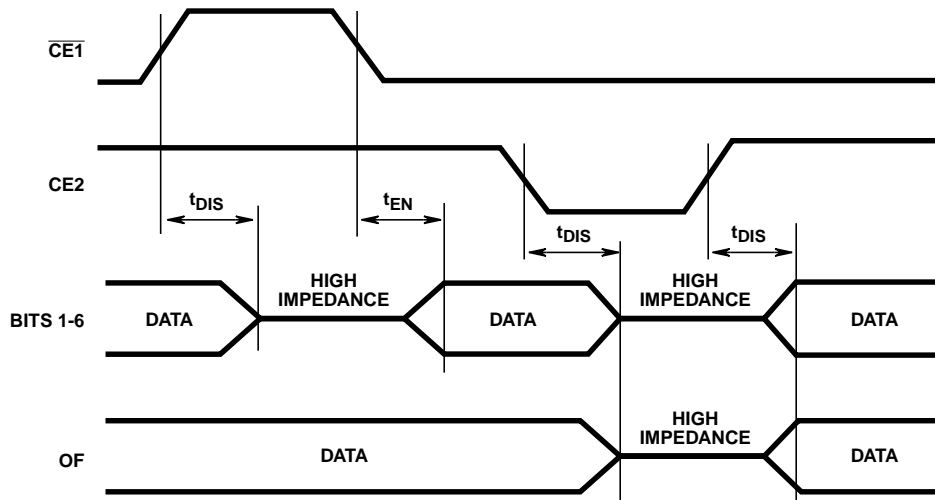 CE1
CE2
tDIS
tEN
tDIS
tDIS
BITS 1-6
DATA
HIGH
IMPEDANCE
DATA
HIGH
IMPEDANCE
DATA
OF
DATA
HIGH
IMPEDANCE
DATA